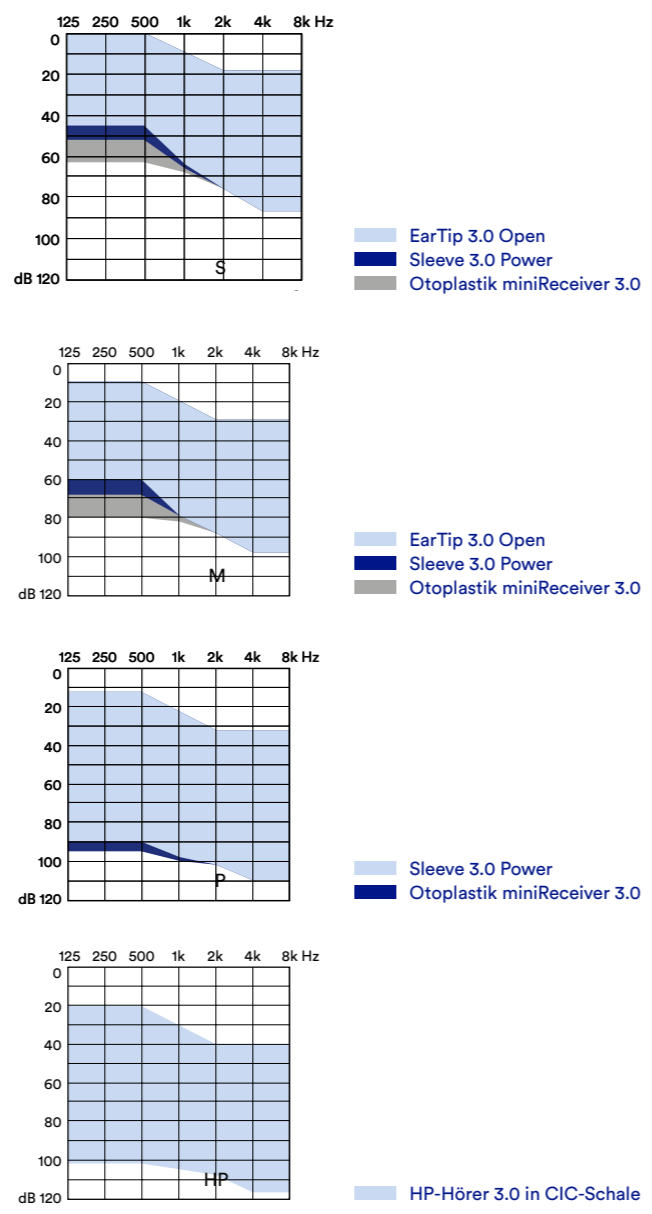 125 250 500 1k 2k 4k 8k Hz
0
20
40
60
80
100
dB 120
S
EarTip 3.0 Open
Sleeve 3.0 Power
Otoplastik miniReceiver 3.0
125 250 500 1k 2k 4k 8k Hz
0
20
40
60
80
100
dB 120
M
EarTip 3.0 Open
Sleeve 3.0 Power
Otoplastik miniReceiver 3.0
125 250 500 1k 2k 4k 8k Hz
0
20
40
60
80
100
dB 120
P
Sleeve 3.0 Power
Otoplastik miniReceiver 3.0
125 250 500 1k 2k 4k 8k Hz
0
20
40
60
80
100
dB 120
HP
HP-Hörer 3.0 in CIC-Schale